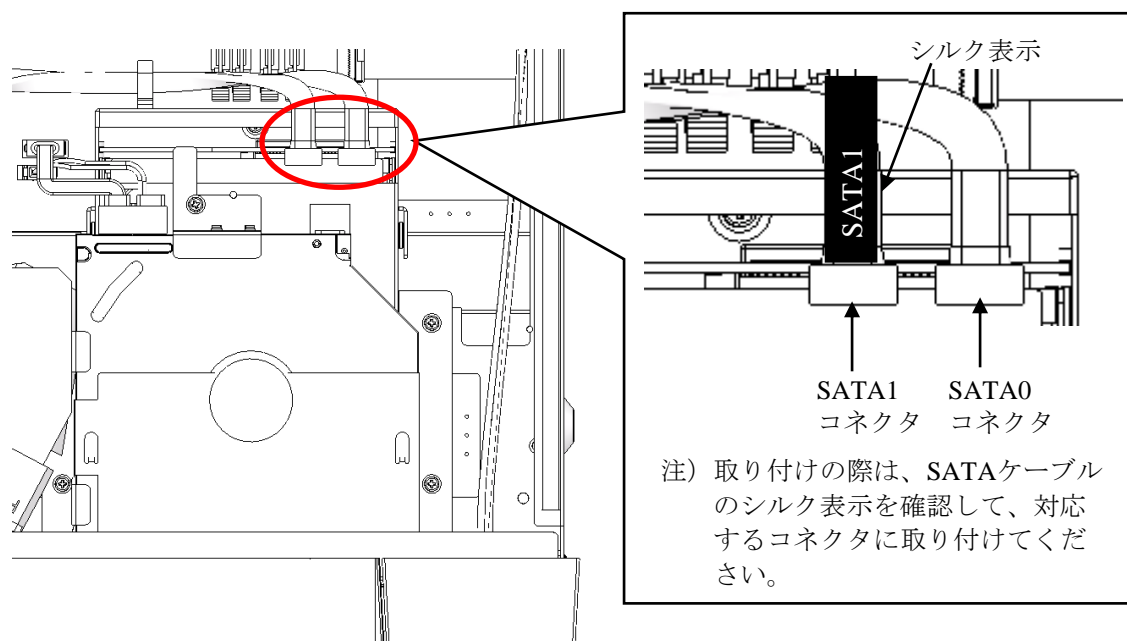 シルク表示
SATA1
SATA1 SATA0
コネクタ コネクタ
注）取り付けの際は、SATAケーブル
のシルク表示を確認して、対応
するコネクタに取り付けてくだ
さい。